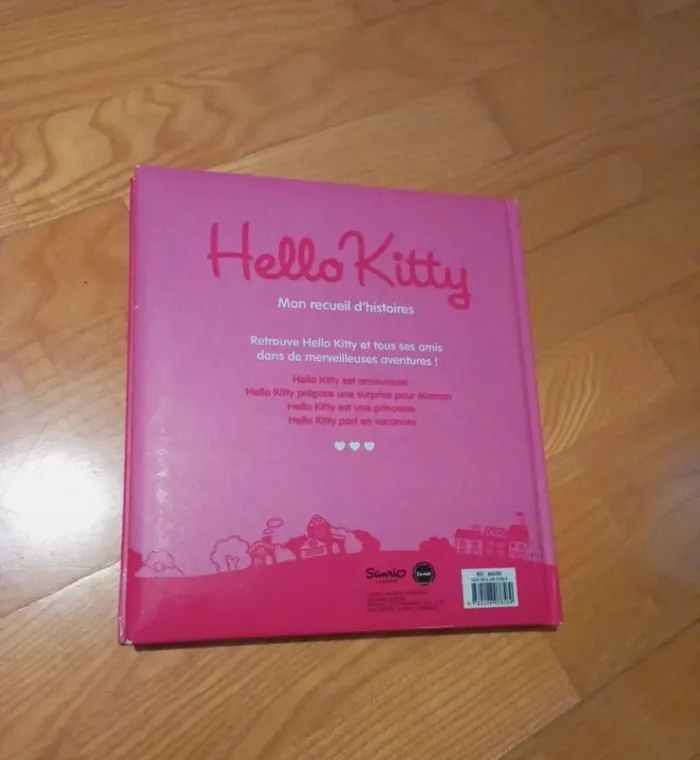 Hello Kitty
Mon recueil d'histoires
Retrouve Hello Kitty et tous ses amis
dans de merveilleuses aventures !
Hello Kitty est amoureuse
Hello Kitty prépare une surprise pour Maman
Hello Kitty est une princesse
Hello Kitty part en vacances
Sanrio